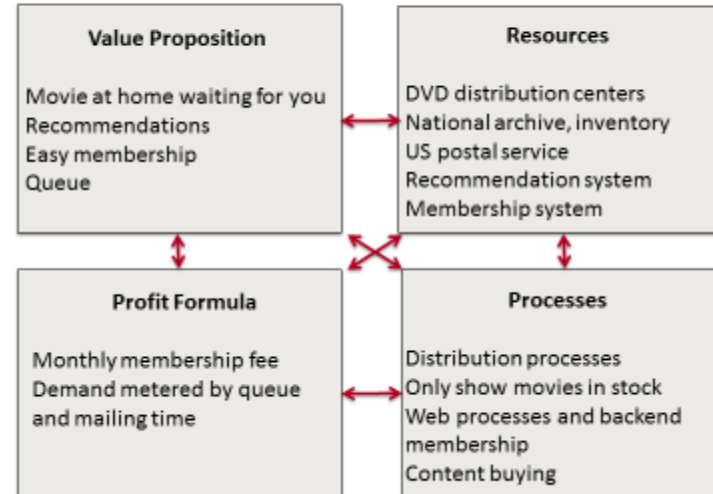 Value Proposition
Movie at home waiting for you
Recommendations
Easy membership
Queue
Resources
DVD distribution centers
National archive, inventory
US postal service
Recommendation system
Membership system
Profit Formula
Monthly membership fee
Demand metered by queue
and mailing time
Processes
Distribution processes
Only show movies in stock
Web processes and backend
membership
Content buying